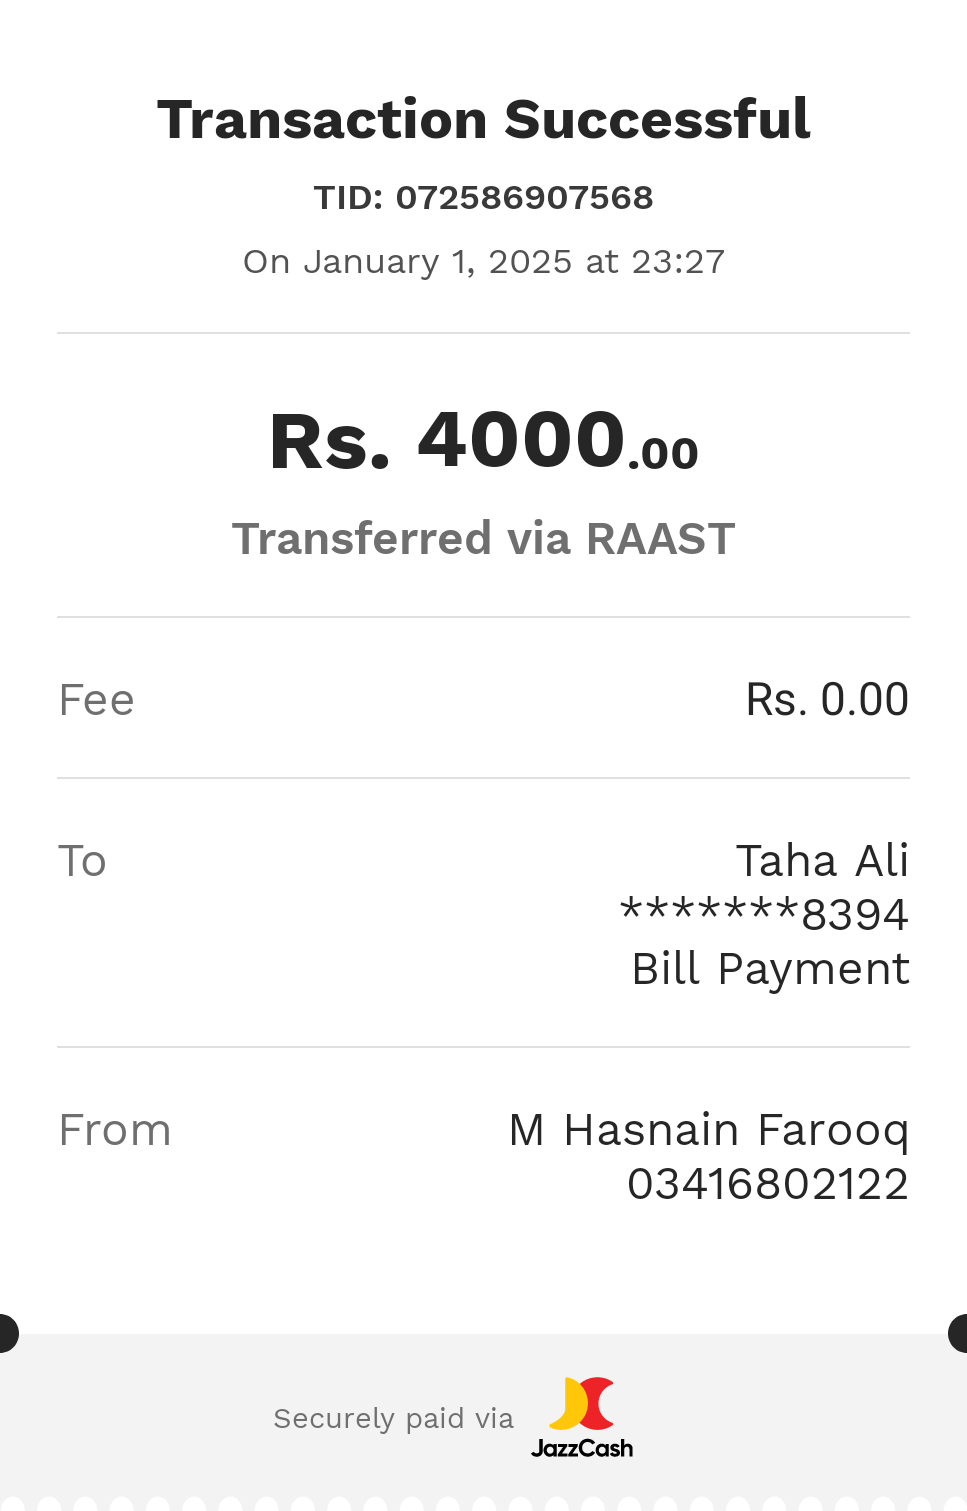 Transaction Successful
TID: 072586907568
On January 1, 2025 at 23:27
Rs. 4000.00
Transferred via RAAST
Fee Rs. 0.00
To Taha Ali
*******8394
Bill Payment
From M Hasnain Farooq
03416802122
Securely paid via JazzCash